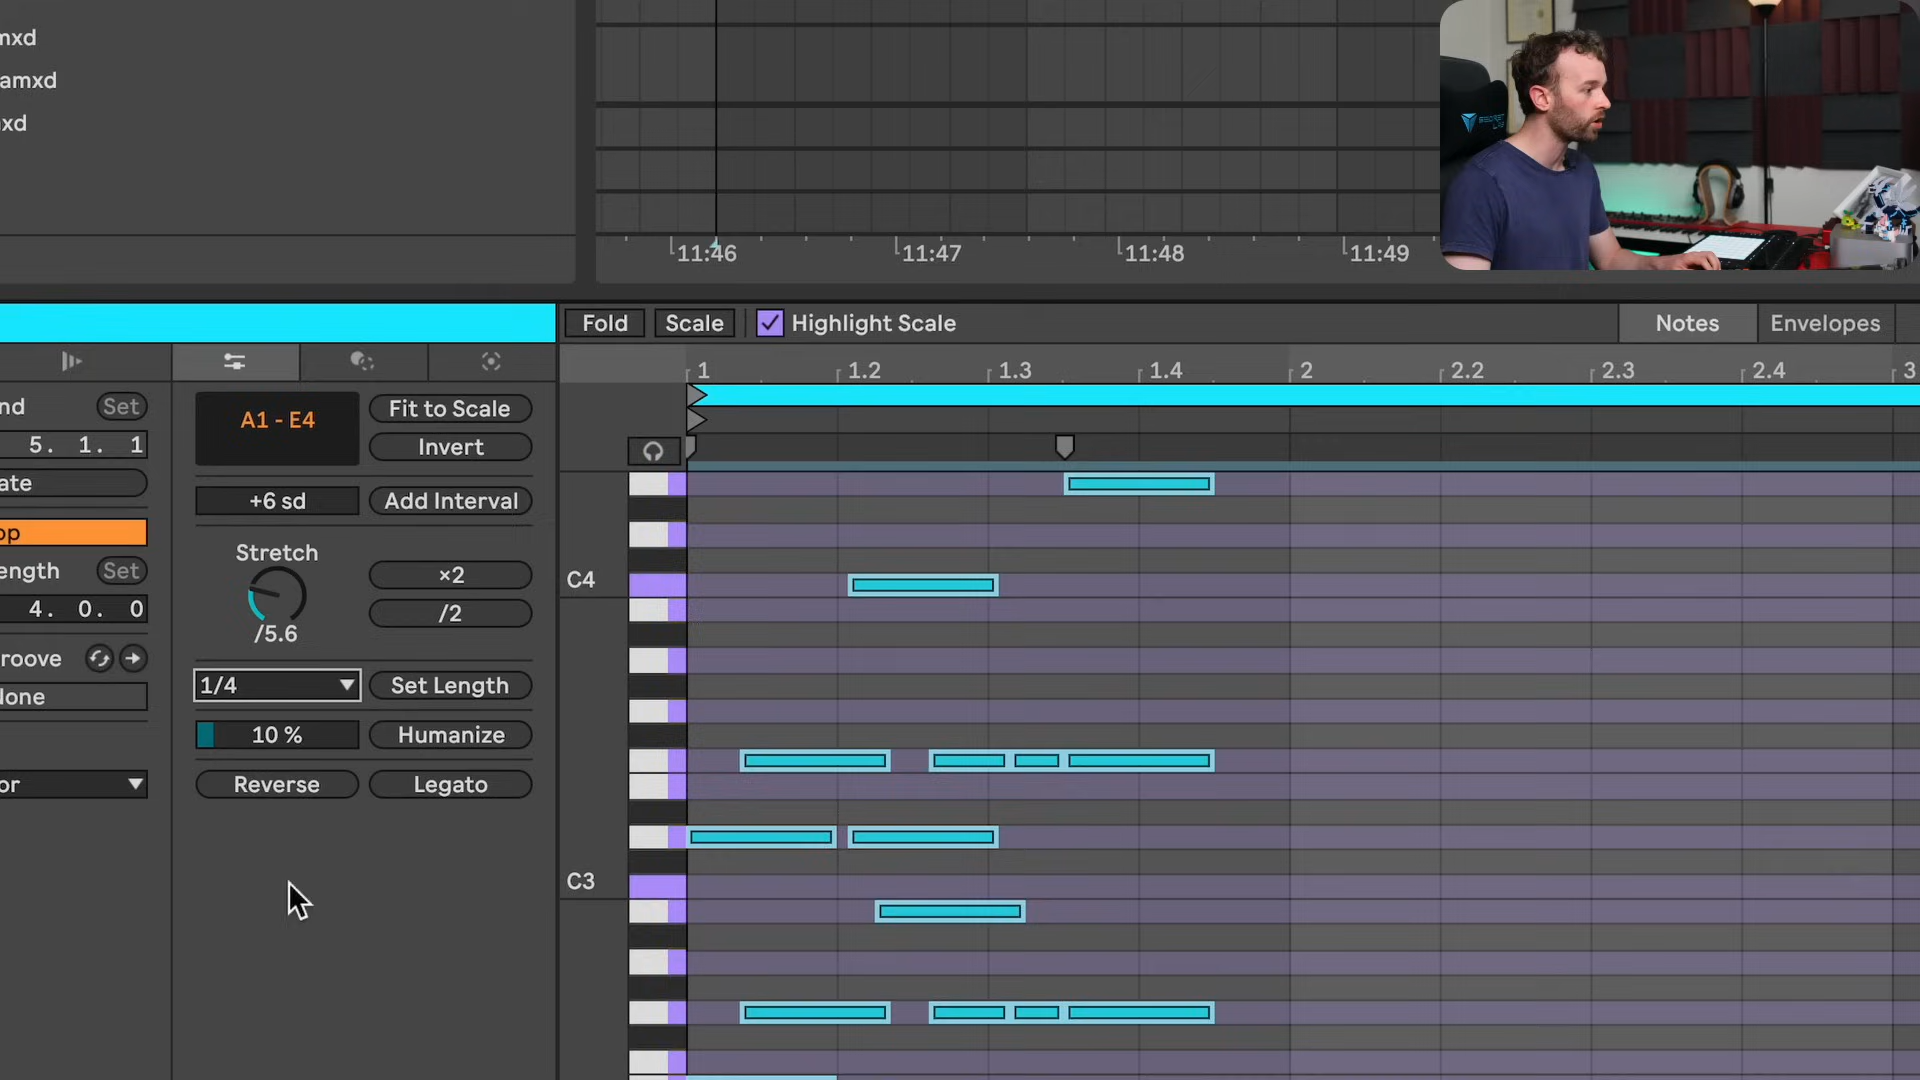 mxd
amxd
xd
11:46 11:47 11:48 11:49
Fold Scale Highlight Scale Notes Envelopes
1 1.2 1.3 1.4 2 2.2 2.3 2.4 3
nd Set
5. 1. 1
ate
op
ength Set
4. 0. 0
roove
lone
or
A1 - E4 Fit to Scale
Invert
+6 sd Add Interval
Stretch
×2
/2
/5.6
1/4 Set Length
10 % Humanize
Reverse Legato
C4
C3